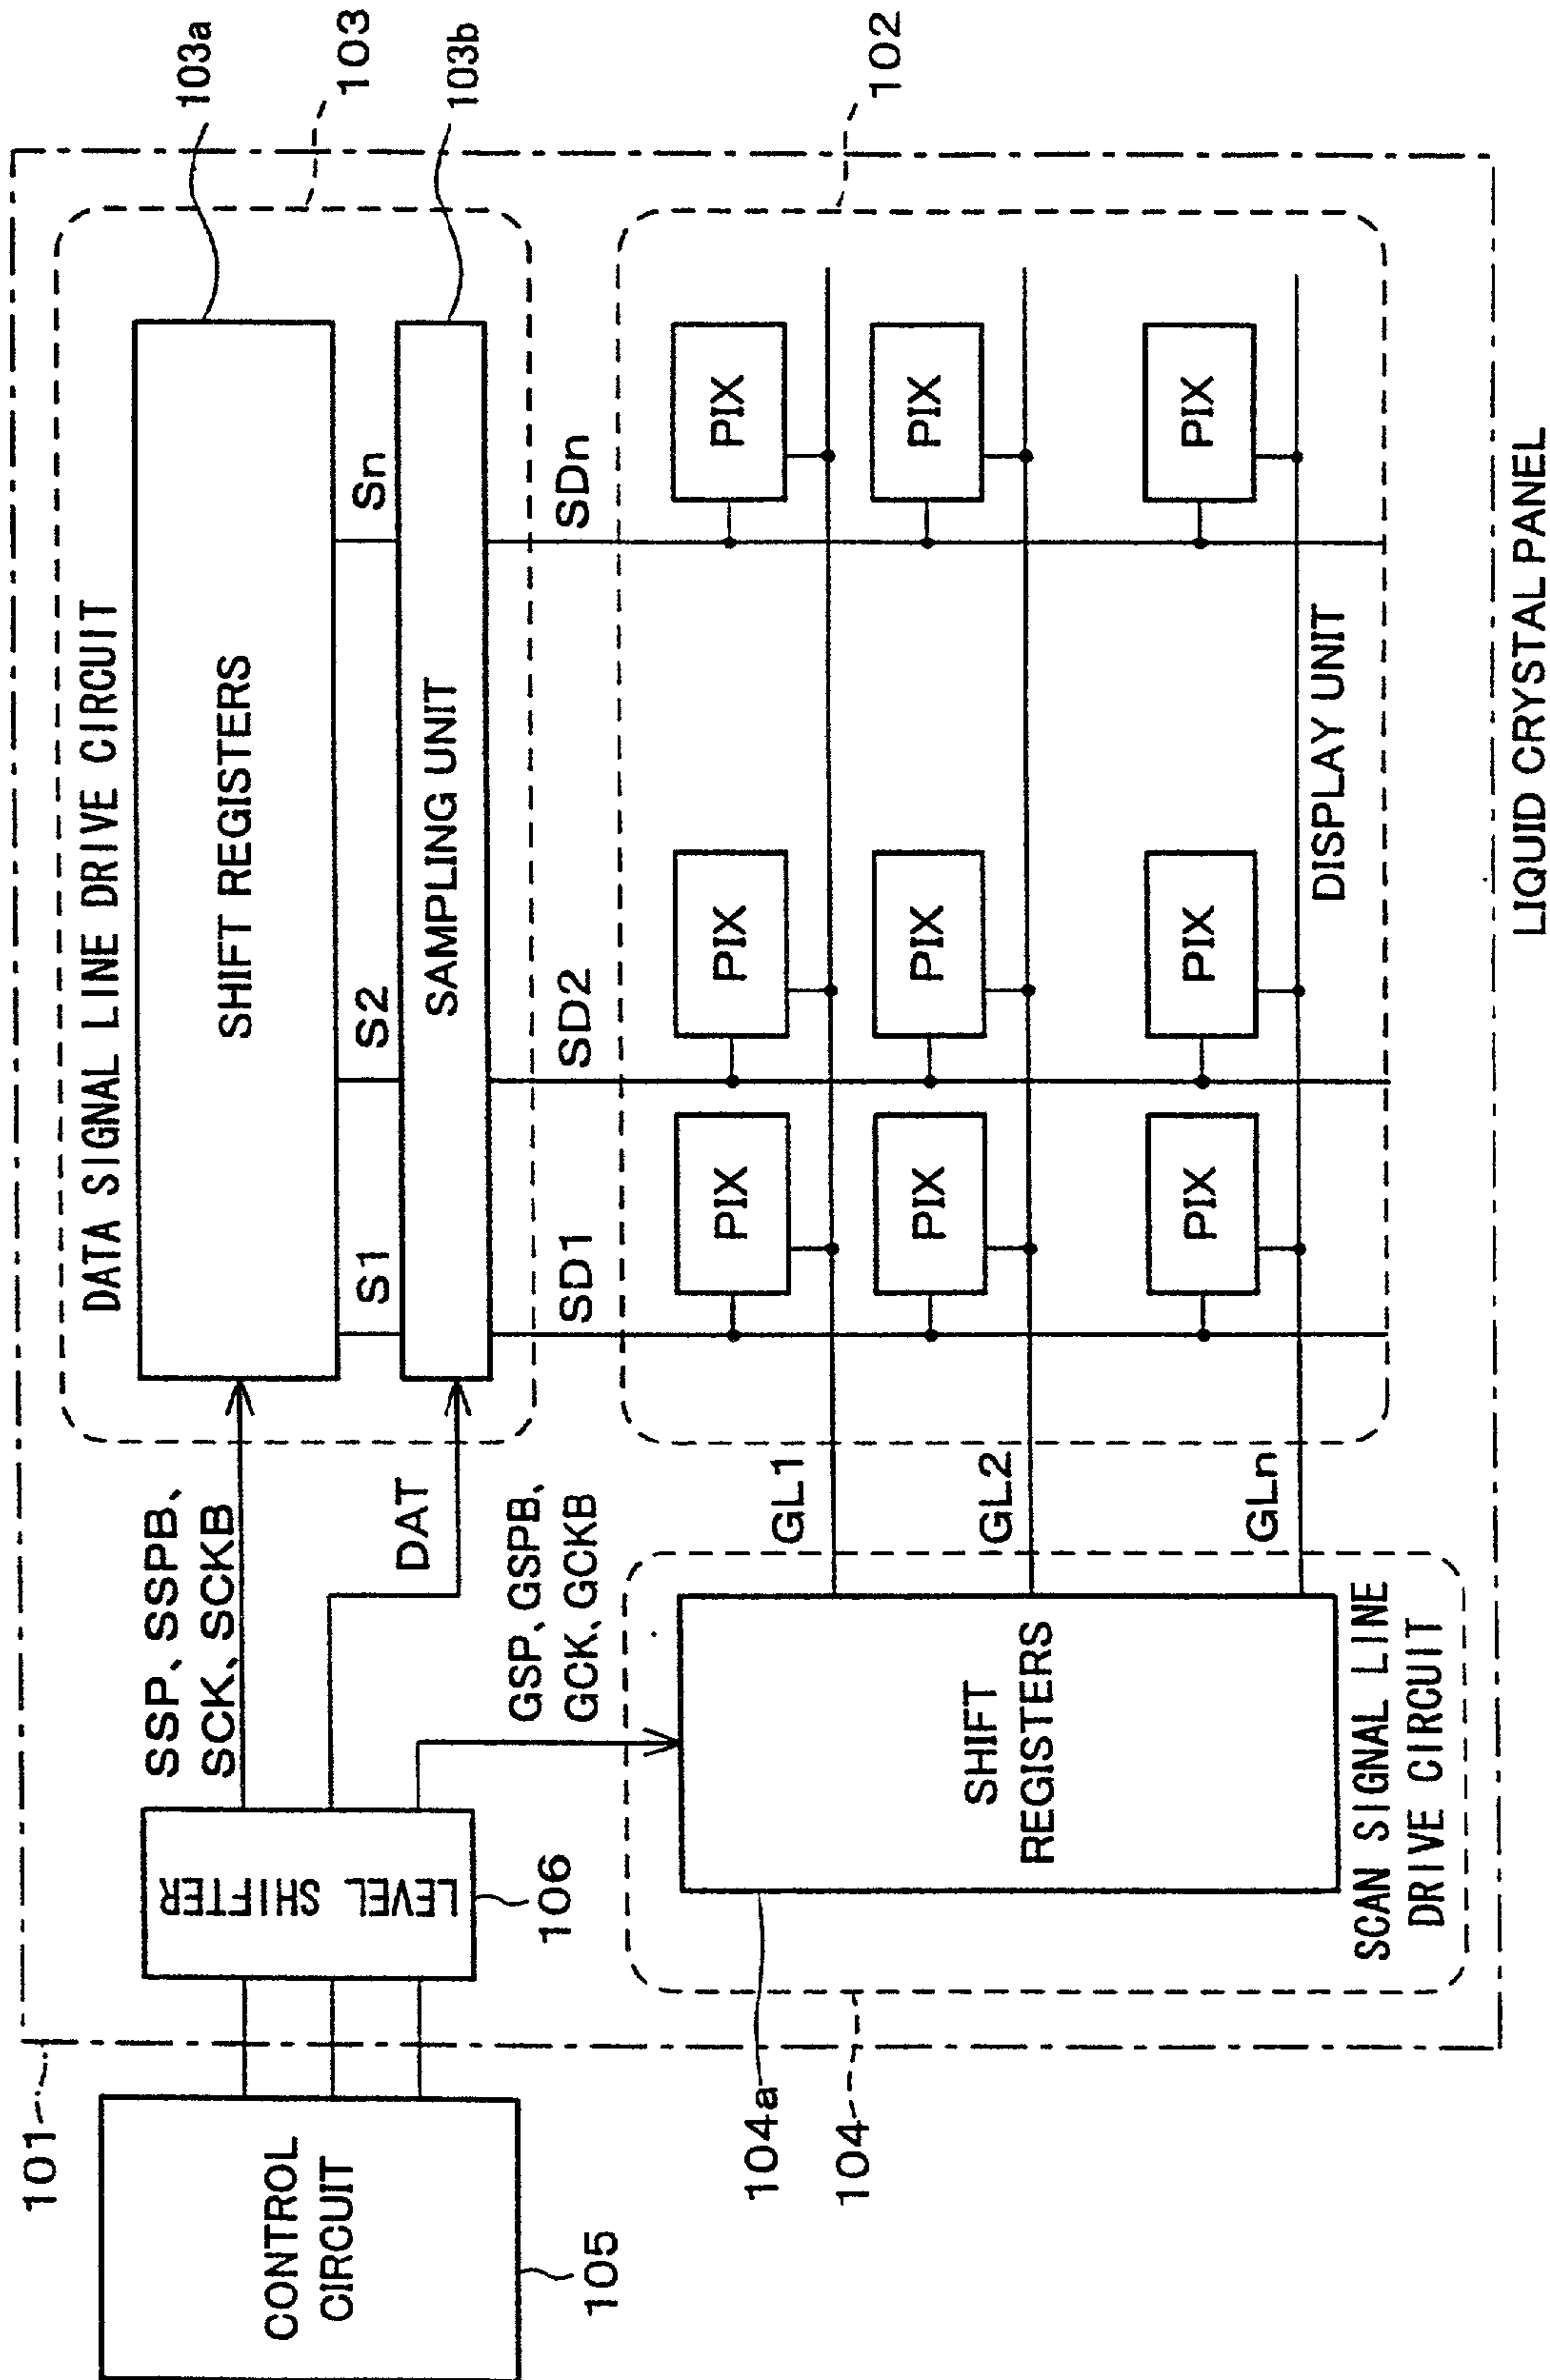 101
CONTROL
CIRCUIT
105
LEVEL SHIFTER
106
SSP、SSPB、
SCK、SCKB
DAT
GSP、GSPB、
GCK、GCKB
DATA SIGNAL LINE DRIVE CIRCUIT
SHIFT REGISTERS
103a
103
S1
S2
Sn
SAMPLING UNIT
103b
SD1
SD2
SDn
102
PIX
PIX
PIX
GL1
PIX
PIX
PIX
GL2
PIX
PIX
PIX
GLn
DISPLAY UNIT
SHIFT
REGISTERS
104a
104
SCAN SIGNAL LINE
DRIVE CIRCUIT
LIQUID CRYSTAL PANEL